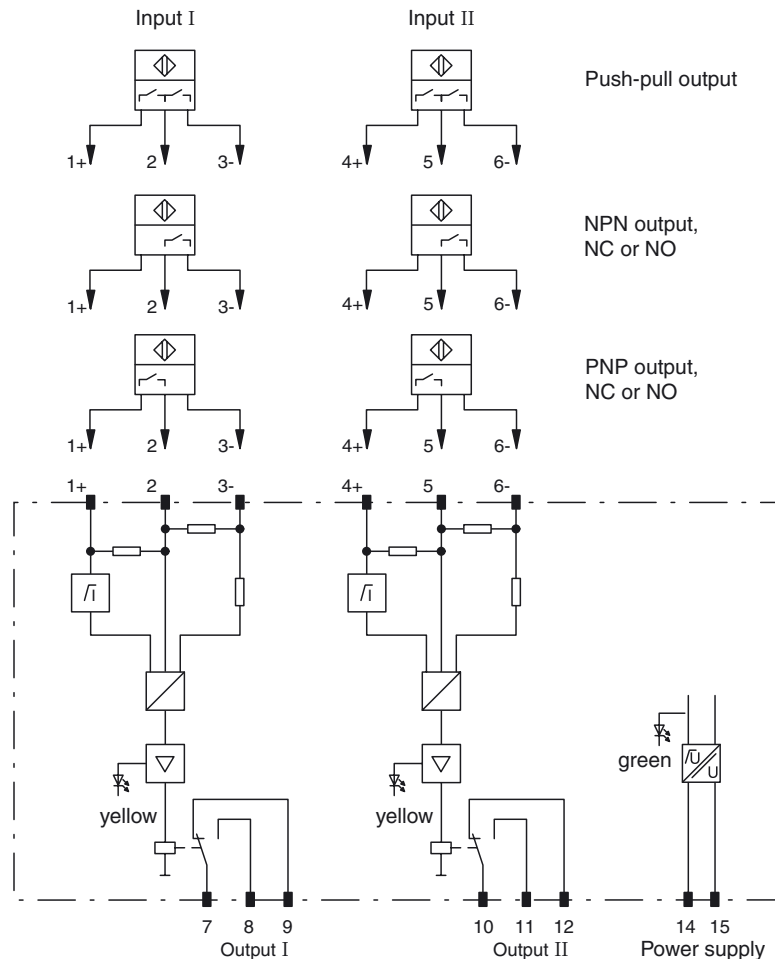 Input I Input II
Push-pull output
1+ 2 3- 4+ 5 6-
NPN output,
NC or NO
1+ 2 3- 4+ 5 6-
PNP output,
NC or NO
1+ 2 3- 4+ 5 6-
1+ 2 3- 4+ 5 6-
I I
green
U
U
yellow yellow
7 8 9 10 11 12 14 15
Output I Output II Power supply